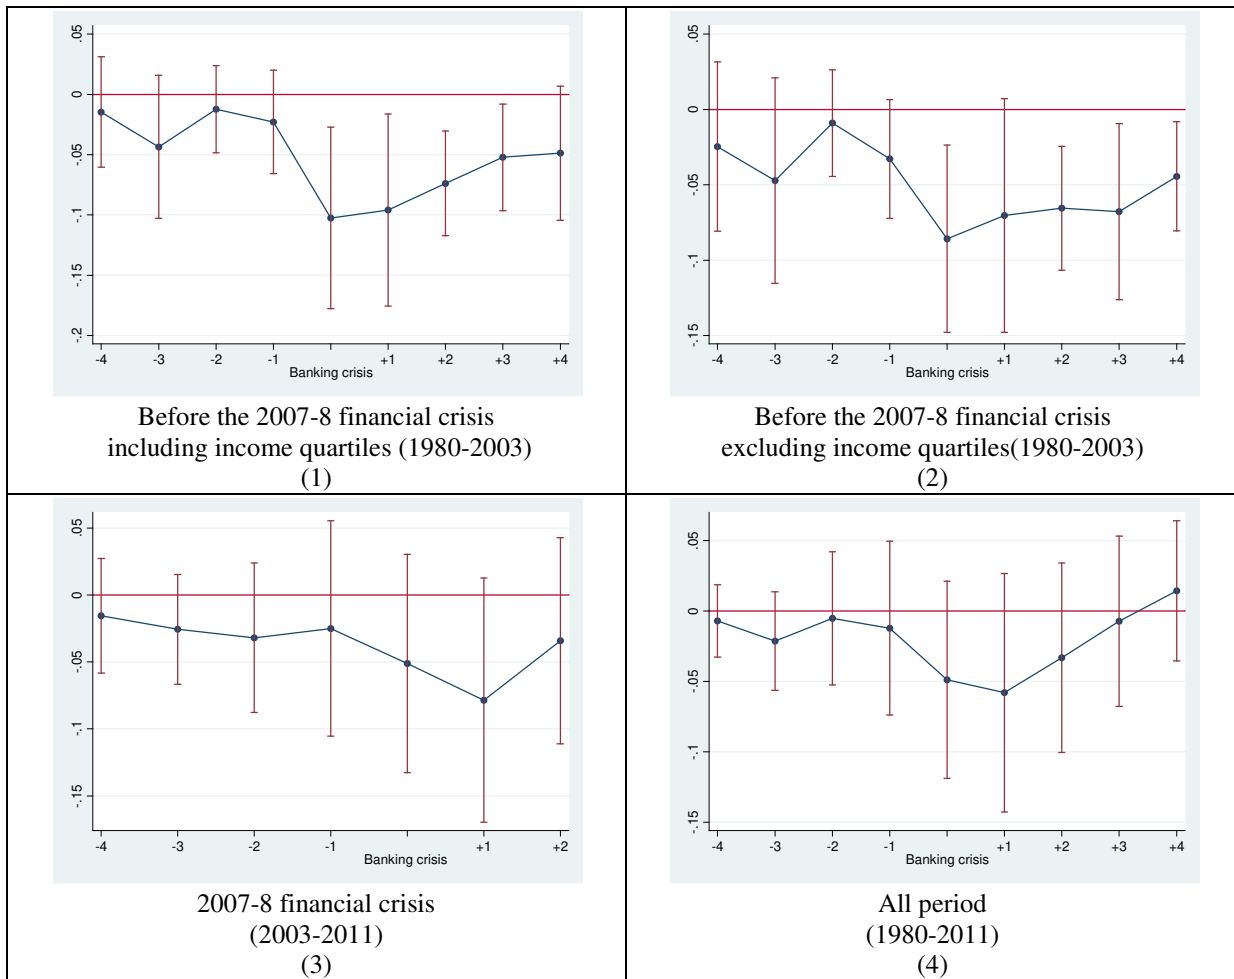 .05
0
-.05
-.1
-.15
-.2
-4 -3 -2 -1 +1 +2 +3 +4
Banking crisis
Before the 2007-8 financial crisis
including income quartiles (1980-2003)
(1)
.05
0
-.05
-.1
-.15
-4 -3 -2 -1 +1 +2 +3 +4
Banking crisis
Before the 2007-8 financial crisis
excluding income quartiles(1980-2003)
(2)
.05
0
-.05
-.1
-.15
-4 -3 -2 -1 +1 +2
Banking crisis
2007-8 financial crisis
(2003-2011)
(3)
.05
0
-.05
-.1
-.15
-4 -3 -2 -1 +1 +2 +3 +4
Banking crisis
All period
(1980-2011)
(4)